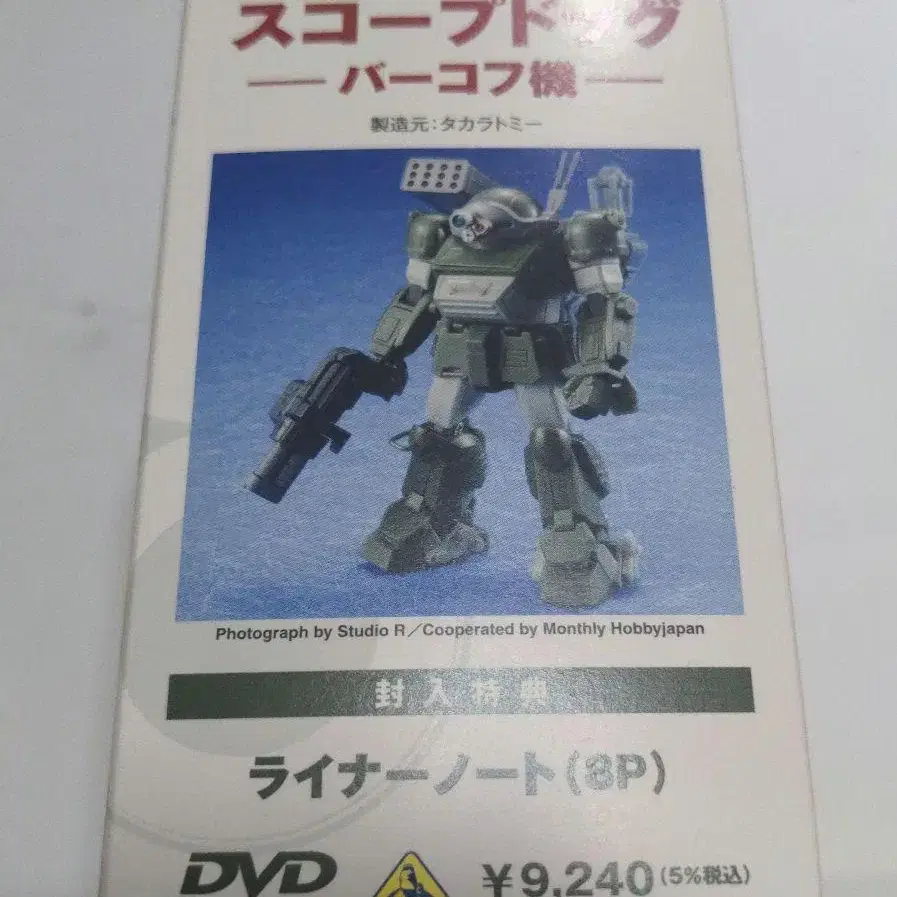 スコープドッグ
バーコフ機
製造元:タカラトミー
Photograph by Studio R/Cooperated by Monthly Hobbyjapan
封入特典
ライナーノート(8P)
DVD
¥9,240(5%税込)